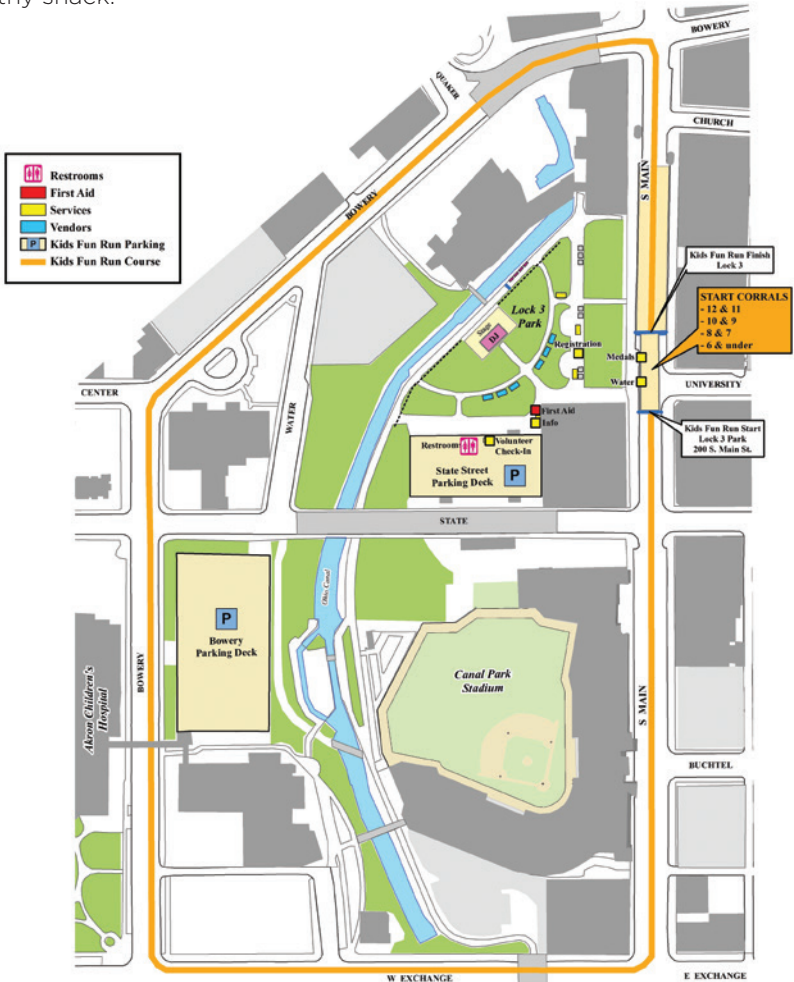 thy snack.
BOWERY
QUAKER
CHURCH
Restrooms
First Aid
Services
Vendors
P Kids Fun Run Parking
Kids Fun Run Course
BOWERY
S MAIN
Kids Fun Run Finish
Lock 3
START CORRALS
- 12 & 11
- 10 & 9
- 8 & 7
- 6 & under
Lock 3
Park
Stage
DJ
Registration
Medals
Water
UNIVERSITY
CENTER
WATER
First Aid
Info
Kids Fun Run Start
Lock 3 Park
200 S. Main St.
Restrooms
Volunteer
Check-In
State Street
Parking Deck
P
STATE
Ohio Canal
P
Bowery
Parking Deck
Canal Park
Stadium
BOWERY
Akron Children's
Hospital
S MAIN
BUCHTEL
W EXCHANGE
E EXCHANGE